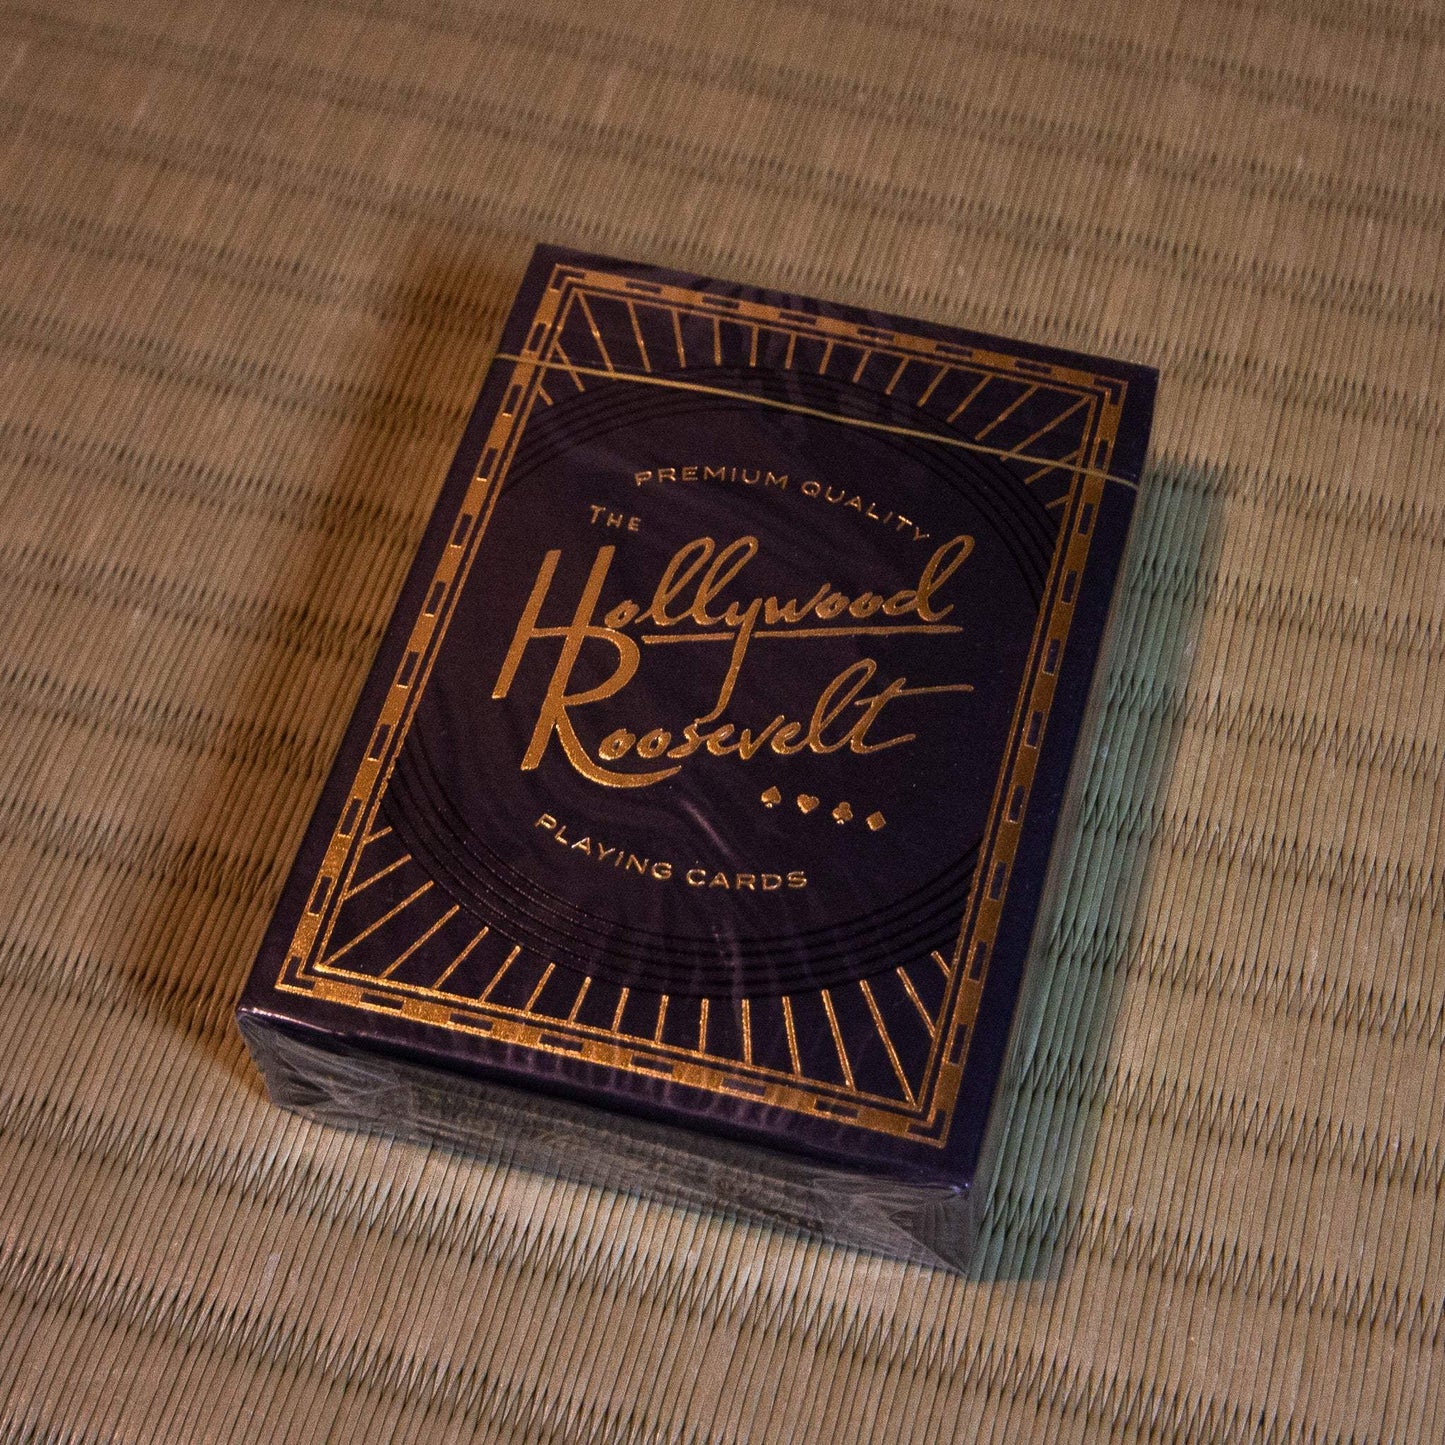 PREMIUM QUALITY
THE
Hollywood
Roosevelt
PLAYING CARDS